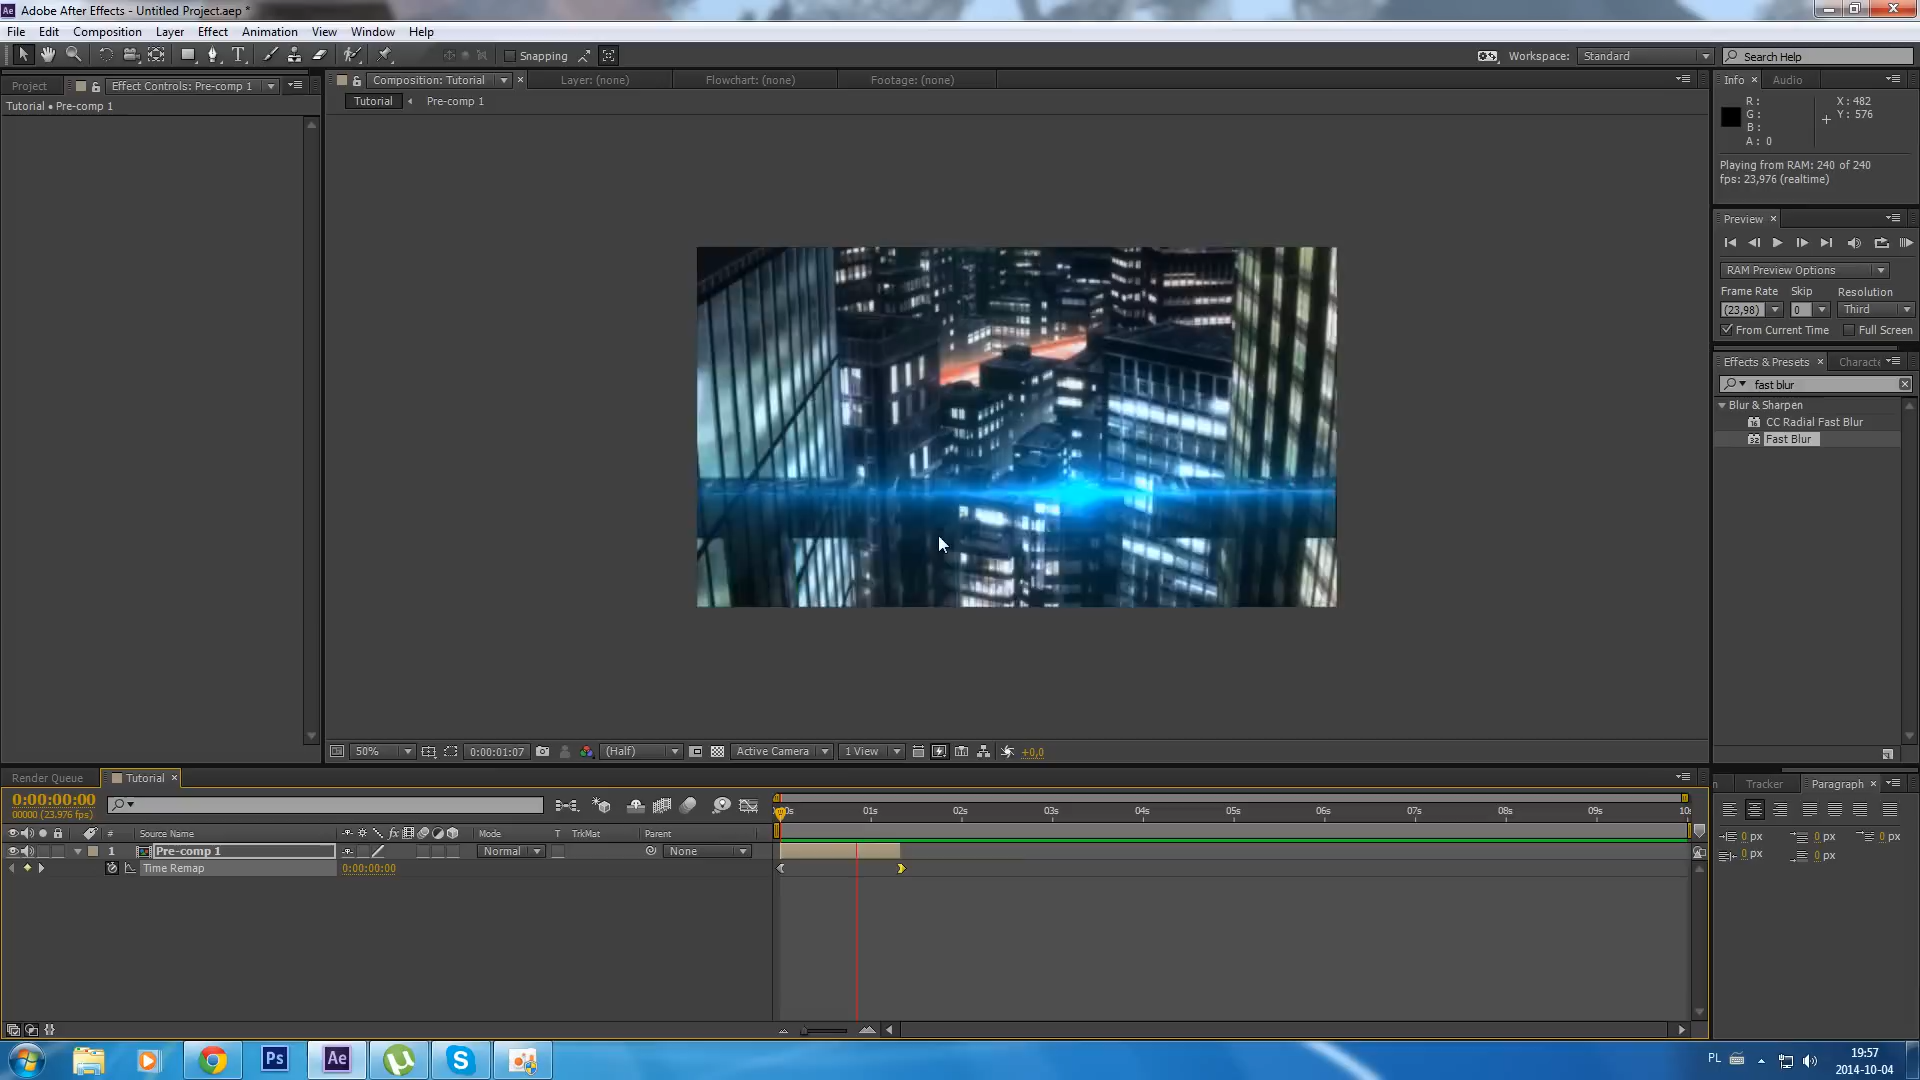 Adobe After Effects - Untitled Project.aep *
File Edit Composition Layer Effect Animation View Window Help
Snapping
Workspace: Standard
Search Help
Project
Effect Controls: Pre-comp 1
Tutorial • Pre-comp 1
Composition: Tutorial
Layer: (none)
Flowchart: (none)
Footage: (none)
Tutorial
Pre-comp 1
Info
Audio
R :
G :
B :
A : 0
X : 482
Y : 576
Playing from RAM: 240 of 240
fps: 23,976 (realtime)
Preview
RAM Preview Options
Frame Rate Skip Resolution
(23,98) 0 Third
From Current Time Full Screen
Effects & Presets
Characte
fast blur
Blur & Sharpen
CC Radial Fast Blur
Fast Blur
50%
0:00:01:07
(Half)
Active Camera
1 View
+0,0
Render Queue
Tutorial
0:00:00:00
00000 (23.976 fps)
# Source Name
fx
Mode
T TrkMat
Parent
1 Pre-comp 1
Normal
None
Time Remap
0:00:00:00
0s 01s 02s 03s 04s 05s 06s 07s 08s 09s 10s
Tracker
Paragraph
0 px 0 px 0 px
0 px 0 px
Ps
Ae
PL
19:57
2014-10-04